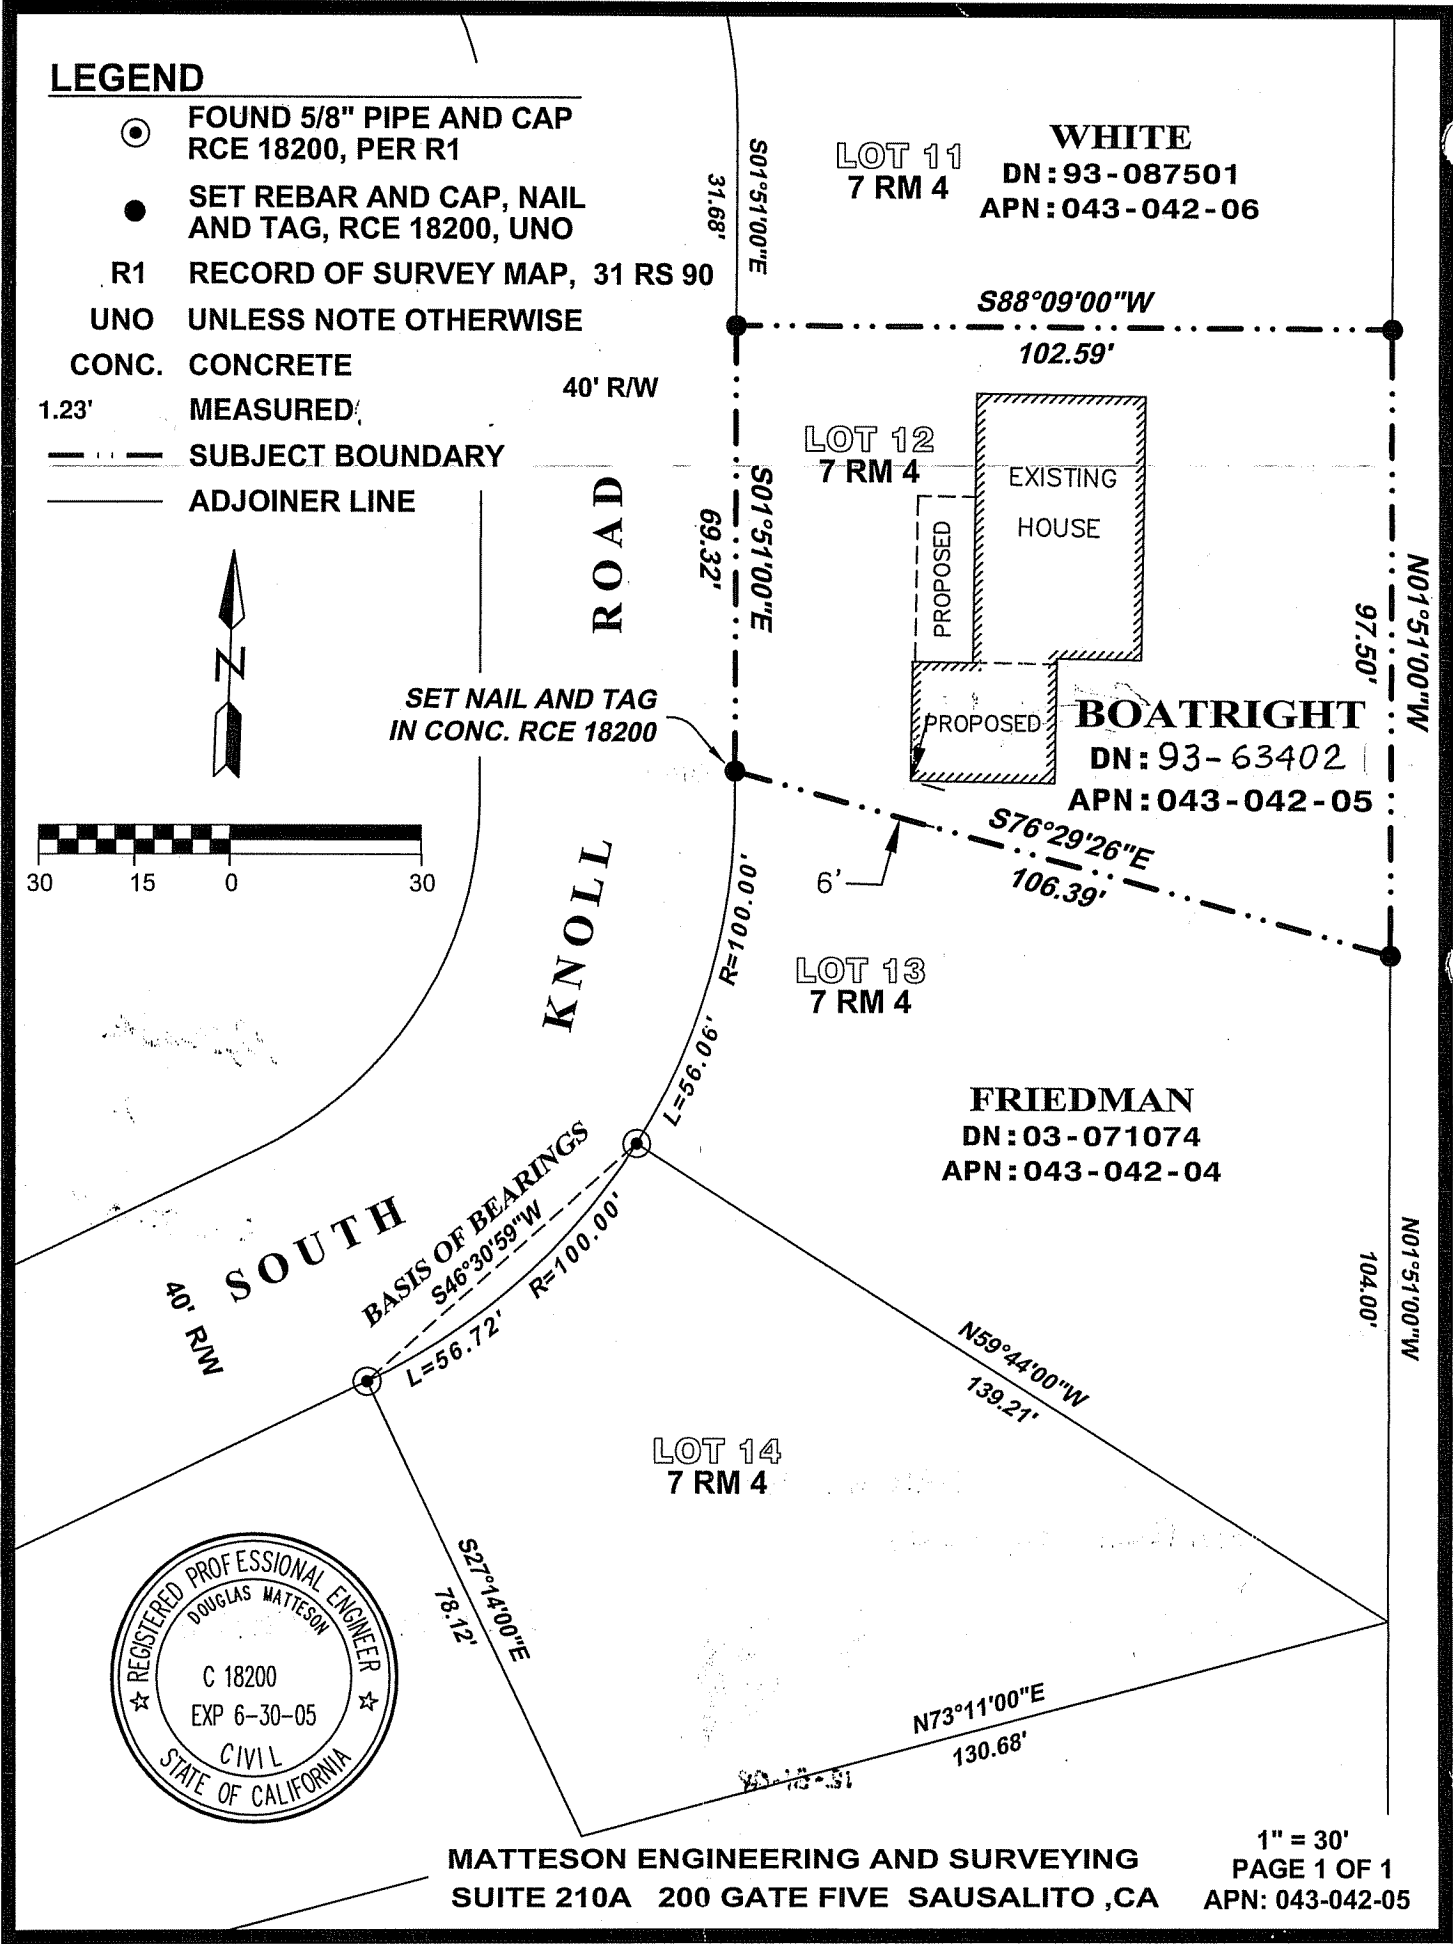 LEGEND
FOUND 5/8" PIPE AND CAP
RCE 18200, PER R1
SET REBAR AND CAP, NAIL
AND TAG, RCE 18200, UNO
R1 RECORD OF SURVEY MAP, 31 RS 90
UNO UNLESS NOTE OTHERWISE
CONC. CONCRETE
1.23' MEASURED
SUBJECT BOUNDARY
ADJOINER LINE
S01°51'00"E
31.68'
LOT 11
7 RM 4
WHITE
DN:93-087501
APN:043-042-06
S88°09'00"W
102.59'
40' R/W
LOT 12
7 RM 4
EXISTING
HOUSE
PROPOSED
PROPOSED
S01°51'00"E
69.32'
N01°51'00"W
97.50'
ROAD
N
SET NAIL AND TAG
IN CONC. RCE 18200
BOATRIGHT
DN: 93-63402
APN:043-042-05
S76°29'26"E
106.39'
6'
30 15 0 30
KNOLL
R=100.00'
L=56.06'
LOT 13
7 RM 4
FRIEDMAN
DN:03-071074
APN:043-042-04
SOUTH
40' R/W
BASIS OF BEARINGS
S46°30'59"W
R=100.00'
L=56.72'
N01°51'00"W
104.00'
N59°44'00"W
139.21'
LOT 14
7 RM 4
S27°14'00"E
78.12'
N73°11'00"E
130.68'
REGISTERED PROFESSIONAL ENGINEER
DOUGLAS MATTESON
C 18200
EXP 6-30-05
CIVIL
STATE OF CALIFORNIA
MATTESON ENGINEERING AND SURVEYING
SUITE 210A 200 GATE FIVE SAUSALITO ,CA
1" = 30'
PAGE 1 OF 1
APN: 043-042-05